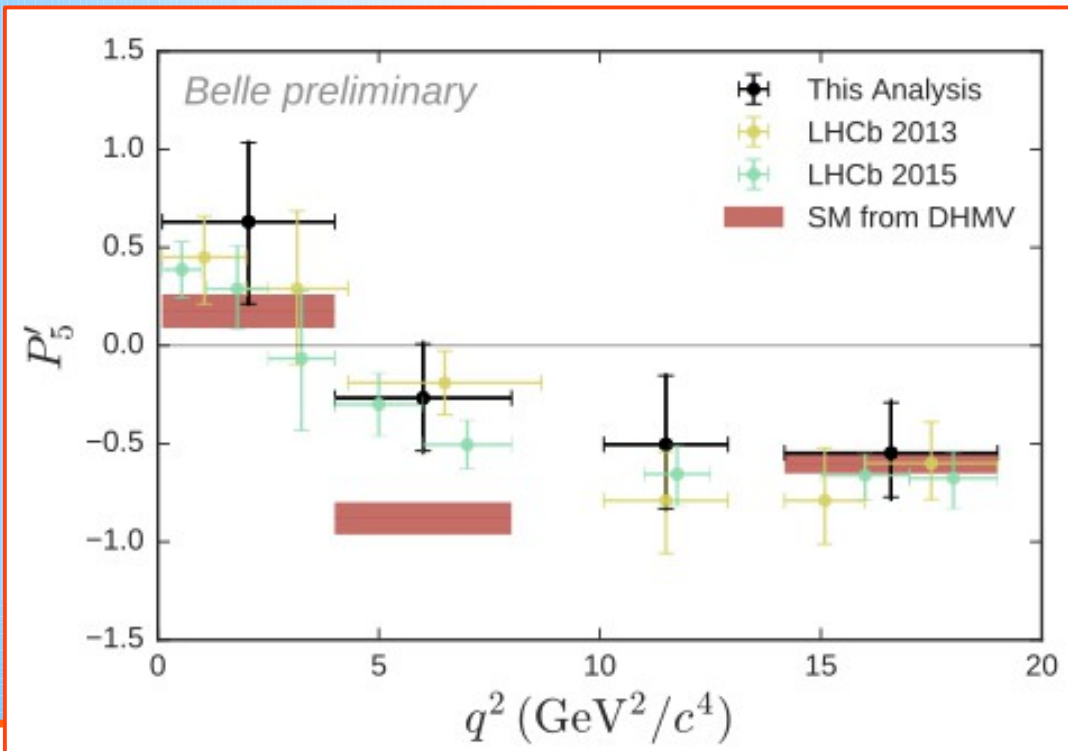 Belle preliminary
This Analysis
LHCb 2013
LHCb 2015
SM from DHMV
1.5
1.0
0.5
0.0
−0.5
−1.0
−1.5
P′5
0 5 10 15 20
q² (GeV²/c⁴)